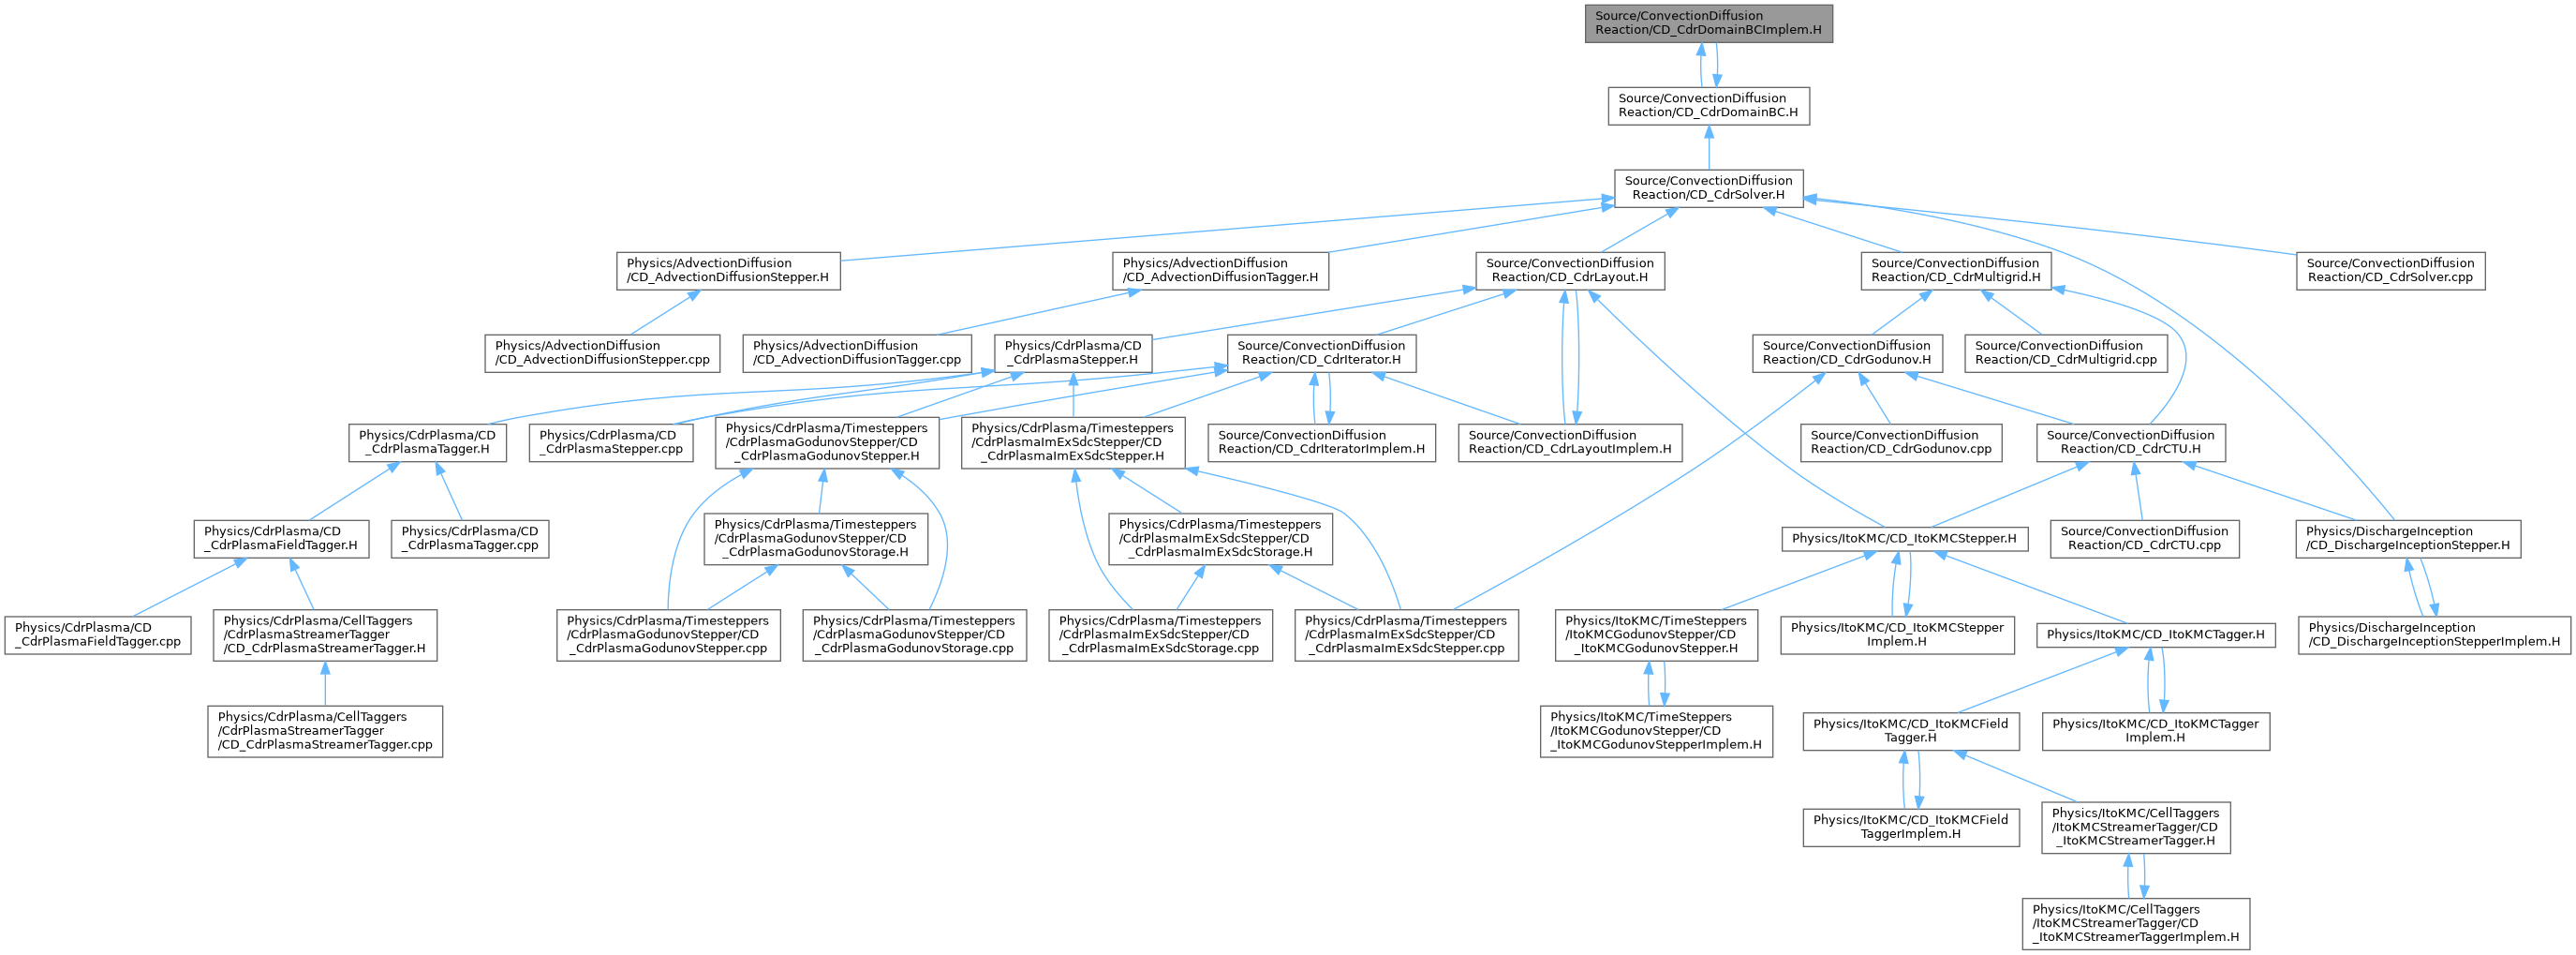 Source/ConvectionDiffusion
Reaction/CD_CdrDomainBCImplem.H
Source/ConvectionDiffusion
Reaction/CD_CdrDomainBC.H
Source/ConvectionDiffusion
Reaction/CD_CdrSolver.H
Physics/AdvectionDiffusion
/CD_AdvectionDiffusionStepper.H
Physics/AdvectionDiffusion
/CD_AdvectionDiffusionTagger.H
Source/ConvectionDiffusion
Reaction/CD_CdrLayout.H
Source/ConvectionDiffusion
Reaction/CD_CdrMultigrid.H
Source/ConvectionDiffusion
Reaction/CD_CdrSolver.cpp
Physics/AdvectionDiffusion
/CD_AdvectionDiffusionStepper.cpp
Physics/AdvectionDiffusion
/CD_AdvectionDiffusionTagger.cpp
Physics/CdrPlasma/CD
_CdrPlasmaStepper.H
Source/ConvectionDiffusion
Reaction/CD_CdrIterator.H
Source/ConvectionDiffusion
Reaction/CD_CdrGodunov.H
Source/ConvectionDiffusion
Reaction/CD_CdrMultigrid.cpp
Physics/CdrPlasma/CD
_CdrPlasmaTagger.H
Physics/CdrPlasma/CD
_CdrPlasmaStepper.cpp
Physics/CdrPlasma/Timesteppers
/CdrPlasmaGodunovStepper/CD
_CdrPlasmaGodunovStepper.H
Physics/CdrPlasma/Timesteppers
/CdrPlasmaImExSdcStepper/CD
_CdrPlasmaImExSdcStepper.H
Source/ConvectionDiffusion
Reaction/CD_CdrIteratorImplem.H
Source/ConvectionDiffusion
Reaction/CD_CdrLayoutImplem.H
Source/ConvectionDiffusion
Reaction/CD_CdrGodunov.cpp
Source/ConvectionDiffusion
Reaction/CD_CdrCTU.H
Physics/CdrPlasma/CD
_CdrPlasmaFieldTagger.H
Physics/CdrPlasma/CD
_CdrPlasmaTagger.cpp
Physics/CdrPlasma/Timesteppers
/CdrPlasmaGodunovStepper/CD
_CdrPlasmaGodunovStorage.H
Physics/CdrPlasma/Timesteppers
/CdrPlasmaImExSdcStepper/CD
_CdrPlasmaImExSdcStorage.H
Physics/ItoKMC/CD_ItoKMCStepper.H
Source/ConvectionDiffusion
Reaction/CD_CdrCTU.cpp
Physics/DischargeInception
/CD_DischargeInceptionStepper.H
Physics/CdrPlasma/CD
_CdrPlasmaFieldTagger.cpp
Physics/CdrPlasma/CellTaggers
/CdrPlasmaStreamerTagger
/CD_CdrPlasmaStreamerTagger.H
Physics/CdrPlasma/Timesteppers
/CdrPlasmaGodunovStepper/CD
_CdrPlasmaGodunovStepper.cpp
Physics/CdrPlasma/Timesteppers
/CdrPlasmaGodunovStepper/CD
_CdrPlasmaGodunovStorage.cpp
Physics/CdrPlasma/Timesteppers
/CdrPlasmaImExSdcStepper/CD
_CdrPlasmaImExSdcStorage.cpp
Physics/CdrPlasma/Timesteppers
/CdrPlasmaImExSdcStepper/CD
_CdrPlasmaImExSdcStepper.cpp
Physics/ItoKMC/TimeSteppers
/ItoKMCGodunovStepper/CD
_ItoKMCGodunovStepper.H
Physics/ItoKMC/CD_ItoKMCStepper
Implem.H
Physics/ItoKMC/CD_ItoKMCTagger.H
Physics/DischargeInception
/CD_DischargeInceptionStepperImplem.H
Physics/CdrPlasma/CellTaggers
/CdrPlasmaStreamerTagger
/CD_CdrPlasmaStreamerTagger.cpp
Physics/ItoKMC/TimeSteppers
/ItoKMCGodunovStepper/CD
_ItoKMCGodunovStepperImplem.H
Physics/ItoKMC/CD_ItoKMCField
Tagger.H
Physics/ItoKMC/CD_ItoKMCTagger
Implem.H
Physics/ItoKMC/CD_ItoKMCField
TaggerImplem.H
Physics/ItoKMC/CellTaggers
/ItoKMCStreamerTagger/CD
_ItoKMCStreamerTagger.H
Physics/ItoKMC/CellTaggers
/ItoKMCStreamerTagger/CD
_ItoKMCStreamerTaggerImplem.H